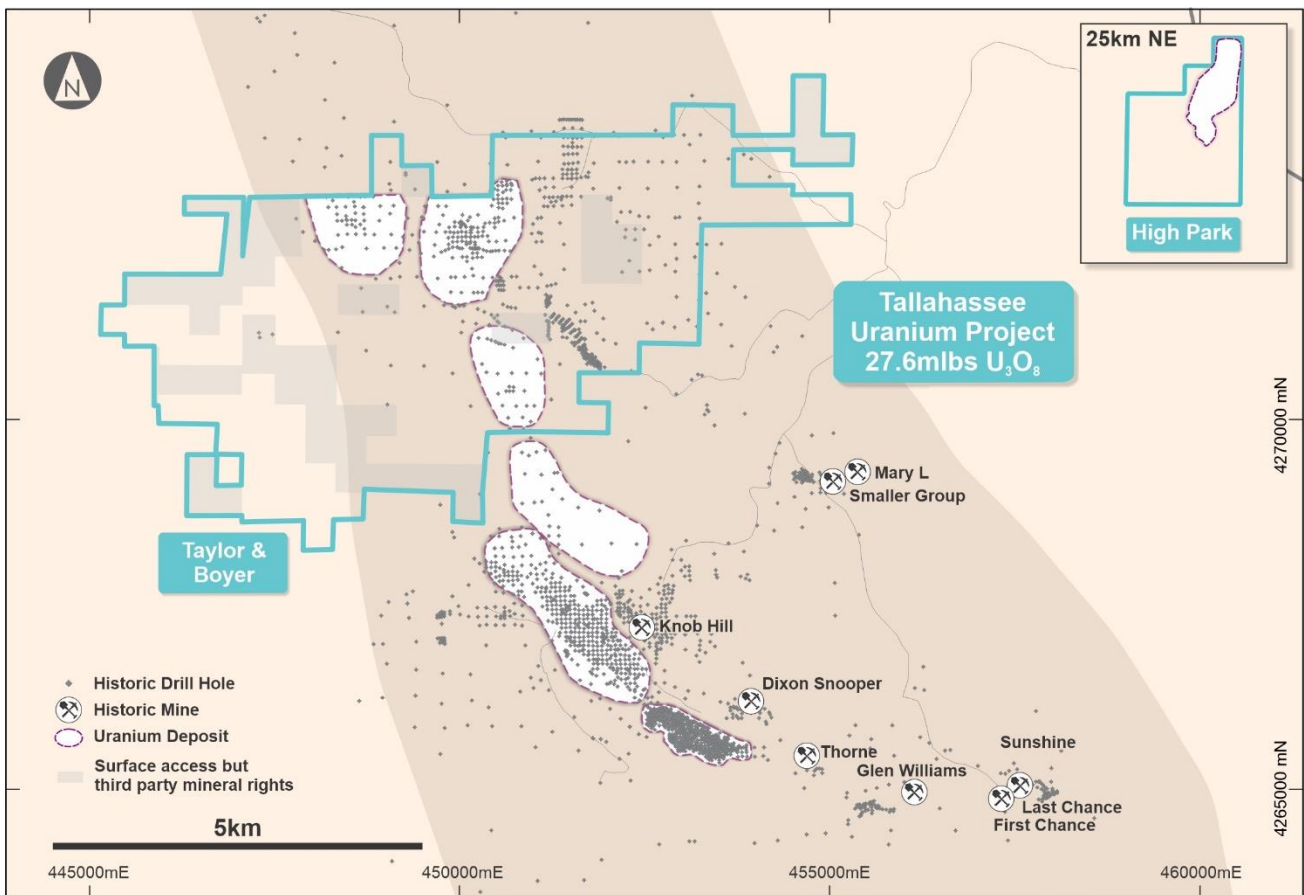 25km NE
N
High Park
Tallahassee
Uranium Project
27.6mlbs U₃O₈
4270000 mN
Mary L
Smaller Group
Taylor &
Boyer
Knob Hill
Historic Drill Hole
Historic Mine
Uranium Deposit
Surface access but
third party mineral rights
Dixon Snooper
Thorne
Sunshine
Glen Williams
Last Chance
First Chance
4265000 mN
5km
445000mE
450000mE
455000mE
460000mE